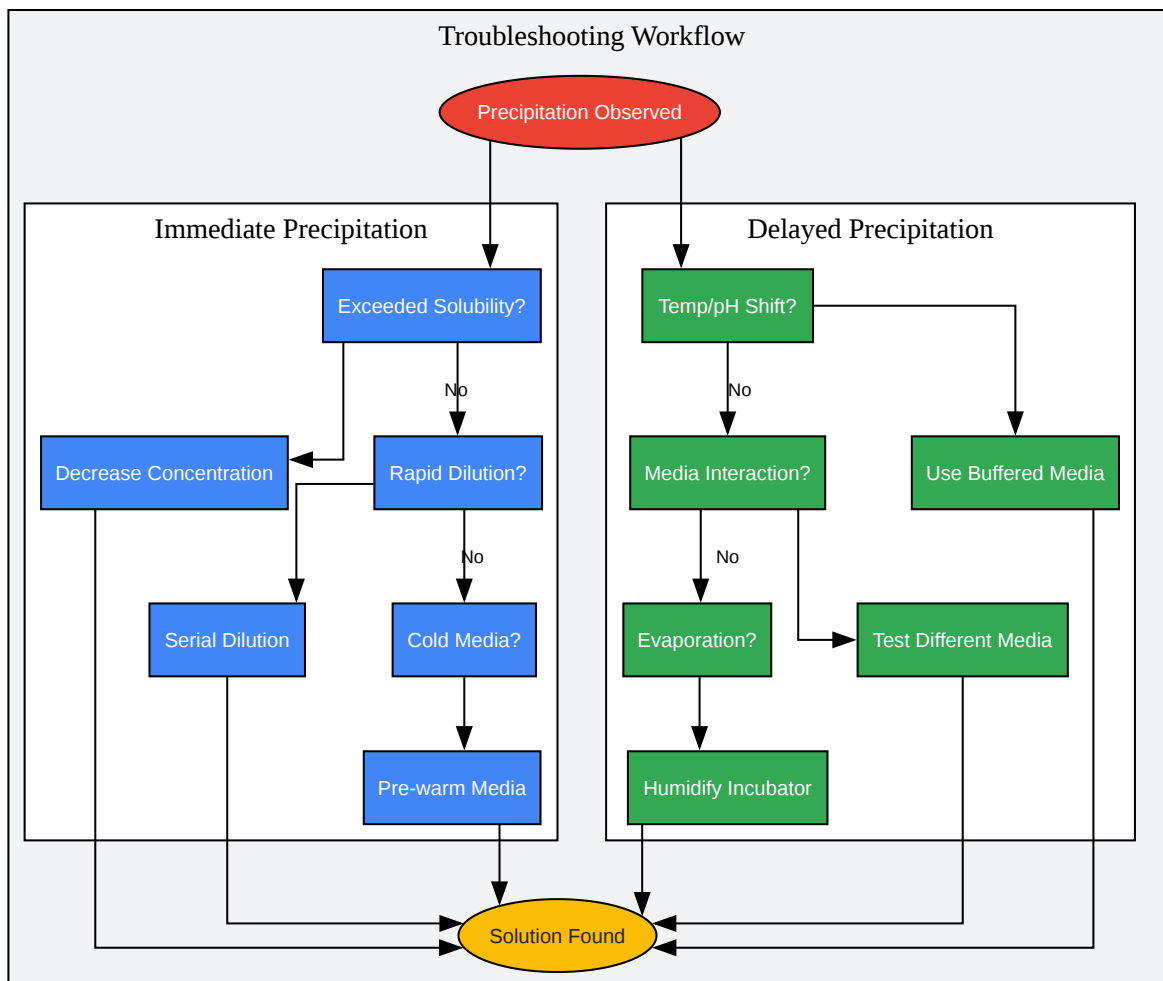 Troubleshooting Workflow
Precipitation Observed
Immediate Precipitation
Delayed Precipitation
Exceeded Solubility?
Temp/pH Shift?
No
No
Decrease Concentration
Rapid Dilution?
Media Interaction?
Use Buffered Media
No
No
Serial Dilution
Cold Media?
Evaporation?
Test Different Media
Pre-warm Media
Humidify Incubator
Solution Found